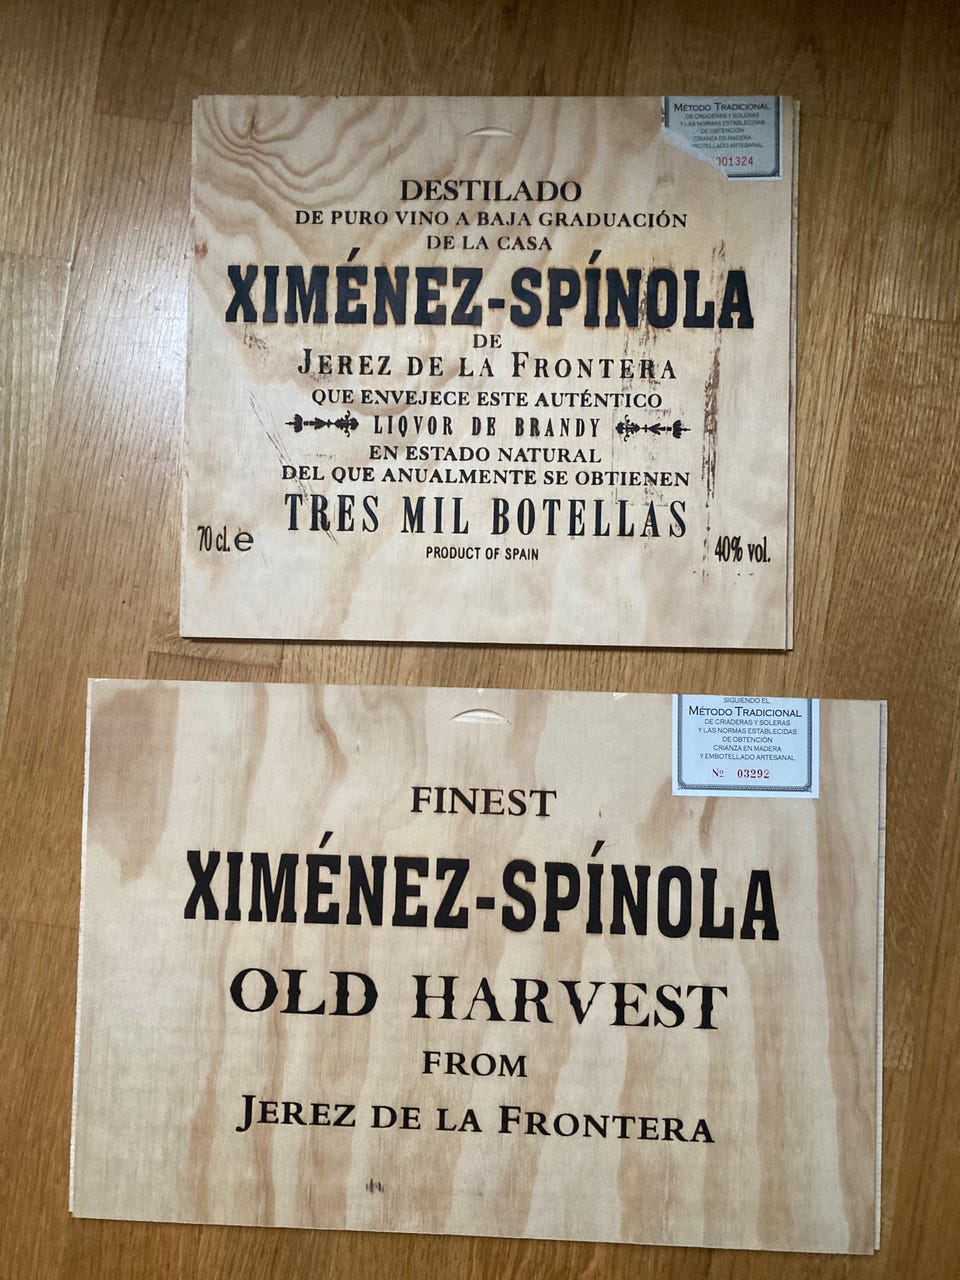 MÉTODO TRADICIONAL
DE CRIADERAS Y SOLERAS
Y LAS NORMAS ESTABLECIDAS
DE OBTENCIÓN
CRIANZA EN MADERA
EMBOTELLADO ARTESANAL
001324
DESTILADO
DE PURO VINO A BAJA GRADUACIÓN
DE LA CASA
XIMÉNEZ-SPÍNOLA
DE
JEREZ DE LA FRONTERA
QUE ENVEJECE ESTE AUTÉNTICO
LIQVOR DE BRANDY
EN ESTADO NATURAL
DEL QUE ANUALMENTE SE OBTIENEN
TRES MIL BOTELLAS
70 cl. e
PRODUCT OF SPAIN
40% vol.
SIGUIENDO EL
MÉTODO TRADICIONAL
DE CRIADERAS Y SOLERAS
Y LAS NORMAS ESTABLECIDAS
DE OBTENCIÓN
CRIANZA EN MADERA
Y EMBOTELLADO ARTESANAL
Nº 03292
FINEST
XIMÉNEZ-SPÍNOLA
OLD HARVEST
FROM
JEREZ DE LA FRONTERA